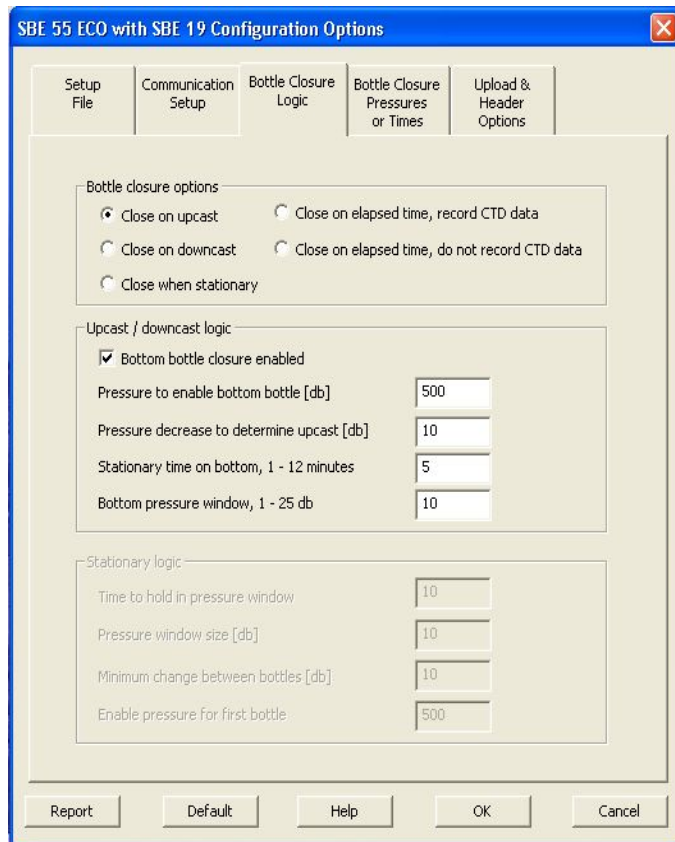 SBE 55 ECO with SBE 19 Configuration Options
Setup
File
Communication
Setup
Bottle Closure
Logic
Bottle Closure
Pressures
or Times
Upload &
Header
Options
Bottle closure options
Close on upcast
Close on elapsed time, record CTD data
Close on downcast
Close on elapsed time, do not record CTD data
Close when stationary
Upcast / downcast logic
Bottom bottle closure enabled
Pressure to enable bottom bottle [db] 500
Pressure decrease to determine upcast [db] 10
Stationary time on bottom, 1 - 12 minutes 5
Bottom pressure window, 1 - 25 db 10
Stationary logic
Time to hold in pressure window 10
Pressure window size [db] 10
Minimum change between bottles [db] 10
Enable pressure for first bottle 500
Report Default Help OK Cancel